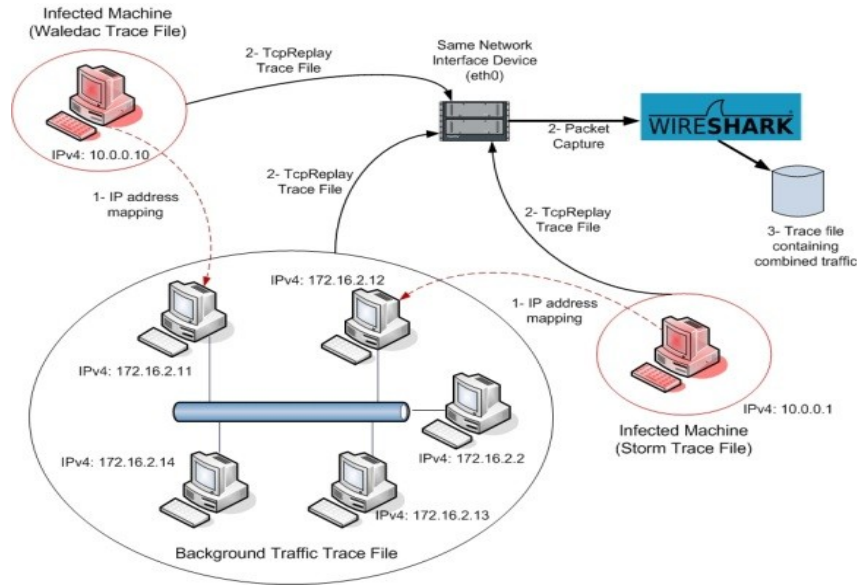 Infected Machine
(Waledac Trace File)
2- TcpReplay
Trace File
Same Network
Interface Device
(eth0)
2- Packet
Capture
WIRESHARK
IPv4: 10.0.0.10
1- IP address
mapping
2- TcpReplay
Trace File
2- TcpReplay
Trace File
3- Trace file
containing
combined traffic
IPv4: 172.16.2.12
1- IP address
mapping
IPv4: 172.16.2.11
IPv4: 10.0.0.1
Infected Machine
(Storm Trace File)
IPv4: 172.16.2.14
IPv4: 172.16.2.2
IPv4: 172.16.2.13
Background Traffic Trace File